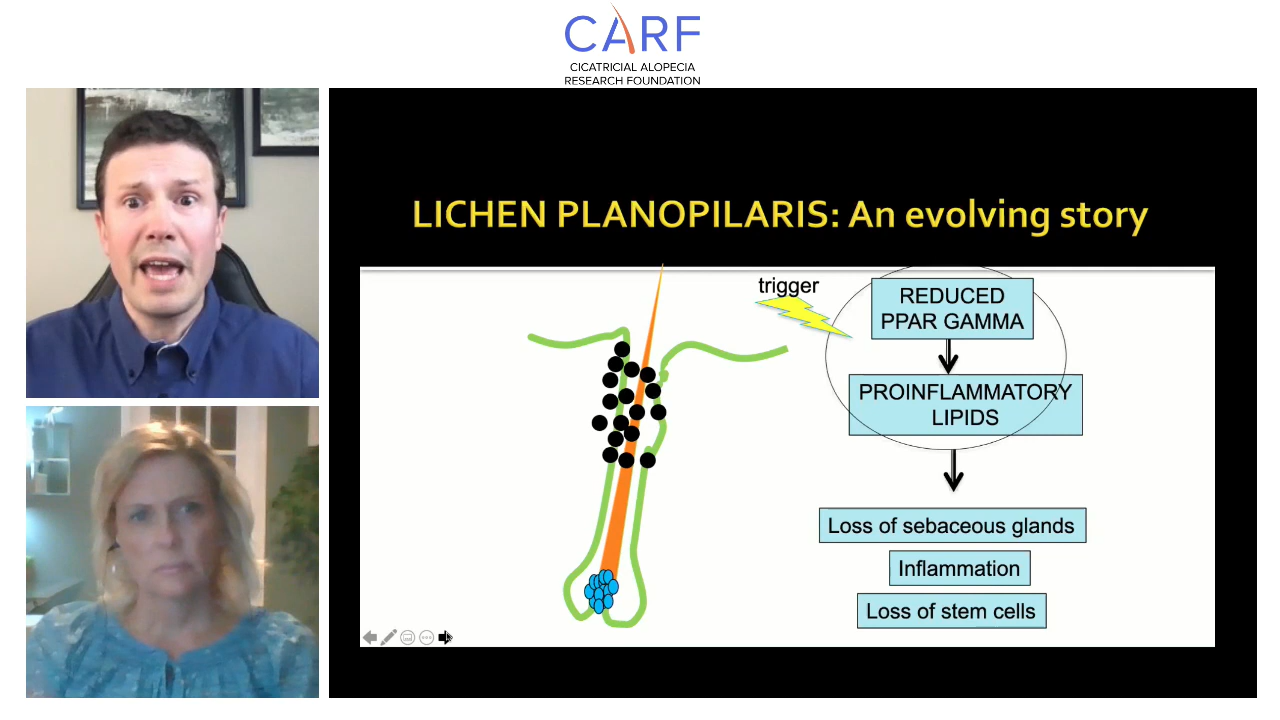 CARF
CICATRICIAL ALOPECIA
RESEARCH FOUNDATION
LICHEN PLANOPILARIS: An evolving story
trigger
REDUCED
PPAR GAMMA
PROINFLAMMATORY
LIPIDS
Loss of sebaceous glands
Inflammation
Loss of stem cells